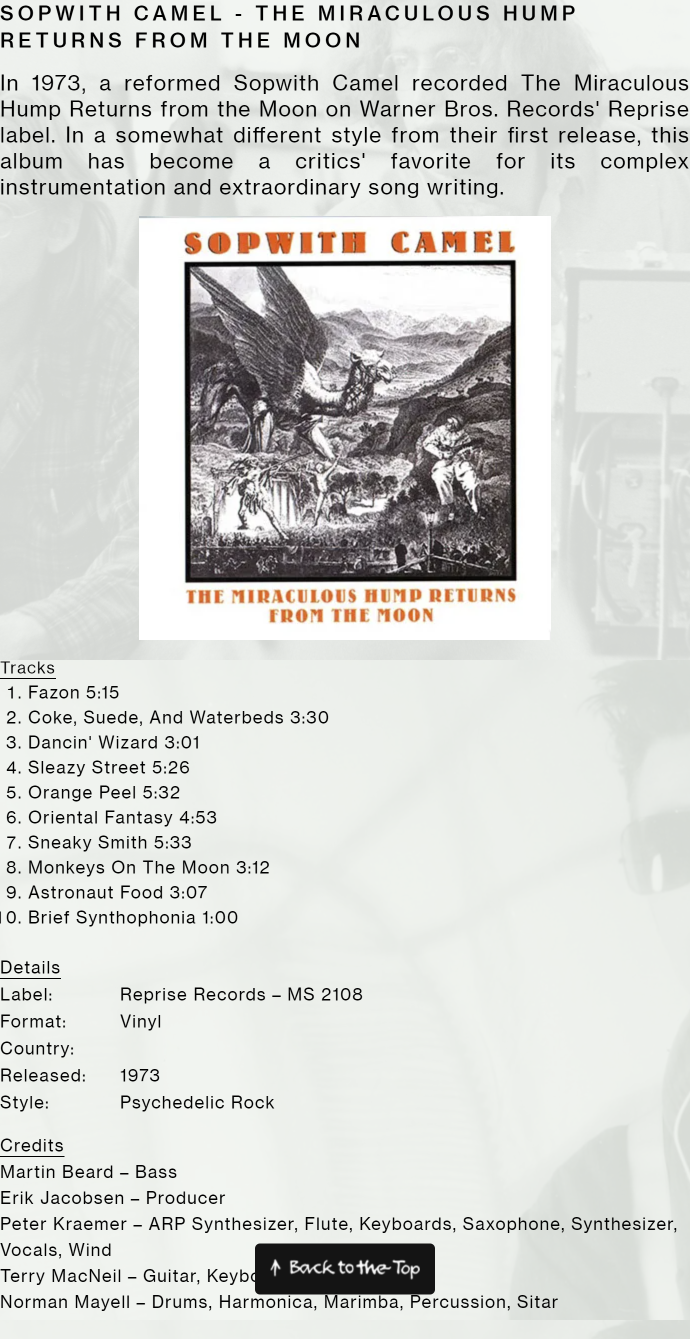 SOPWITH CAMEL - THE MIRACULOUS HUMP
RETURNS FROM THE MOON
In 1973, a reformed Sopwith Camel recorded The Miraculous
Hump Returns from the Moon on Warner Bros. Records' Reprise
label. In a somewhat different style from their first release, this
album has become a critics' favorite for its complex
instrumentation and extraordinary song writing.
SOPWITH CAMEL
THE MIRACULOUS HUMP RETURNS
FROM THE MOON
Tracks
1. Fazon 5:15
2. Coke, Suede, And Waterbeds 3:30
3. Dancin' Wizard 3:01
4. Sleazy Street 5:26
5. Orange Peel 5:32
6. Oriental Fantasy 4:53
7. Sneaky Smith 5:33
8. Monkeys On The Moon 3:12
9. Astronaut Food 3:07
10. Brief Synthophonia 1:00
Details
Label: Reprise Records – MS 2108
Format: Vinyl
Country:
Released: 1973
Style: Psychedelic Rock
Credits
Martin Beard – Bass
Erik Jacobsen – Producer
Peter Kraemer – ARP Synthesizer, Flute, Keyboards, Saxophone, Synthesizer,
Vocals, Wind
Terry MacNeil – Guitar,
↑ Back to the Top
Norman Mayell – Drums, Harmonica, Marimba, Percussion, Sitar